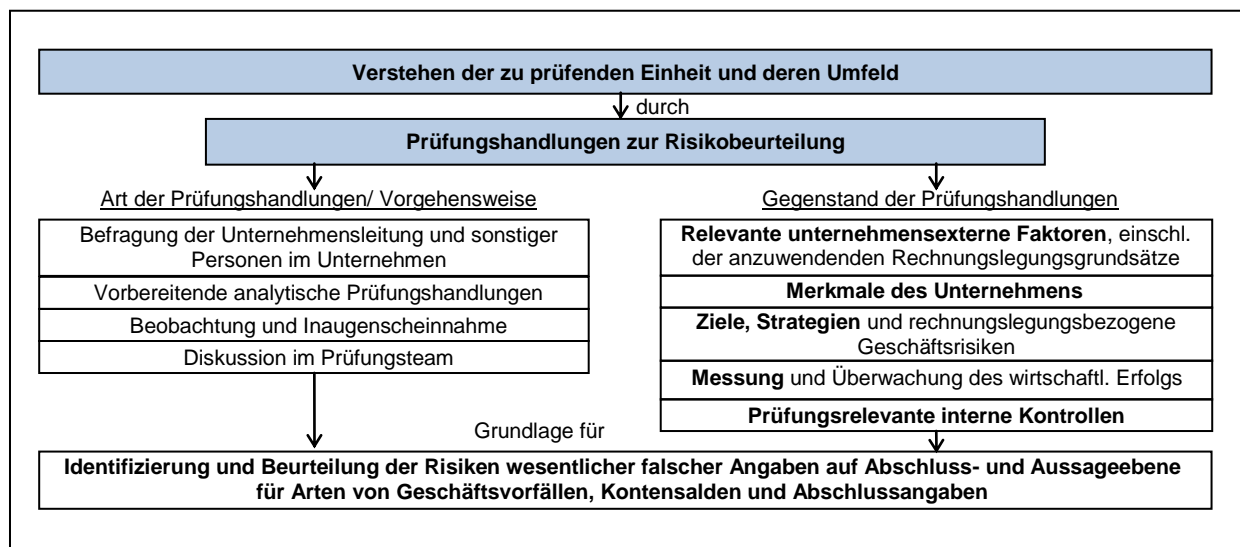 Verstehen der zu prüfenden Einheit und deren Umfeld
durch
Prüfungshandlungen zur Risikobeurteilung
Art der Prüfungshandlungen/ Vorgehensweise
Befragung der Unternehmensleitung und sonstiger
Personen im Unternehmen
Vorbereitende analytische Prüfungshandlungen
Beobachtung und Inaugenscheinnahme
Diskussion im Prüfungsteam
Gegenstand der Prüfungshandlungen
Relevante unternehmensexterne Faktoren, einschl.
der anzuwendenden Rechnungslegungsgrundsätze
Merkmale des Unternehmens
Ziele, Strategien und rechnungslegungsbezogene
Geschäftsrisiken
Messung und Überwachung des wirtschaftl. Erfolgs
Prüfungsrelevante interne Kontrollen
Grundlage für
Identifizierung und Beurteilung der Risiken wesentlicher falscher Angaben auf Abschluss- und Aussageebene
für Arten von Geschäftsvorfällen, Kontensalden und Abschlussangaben